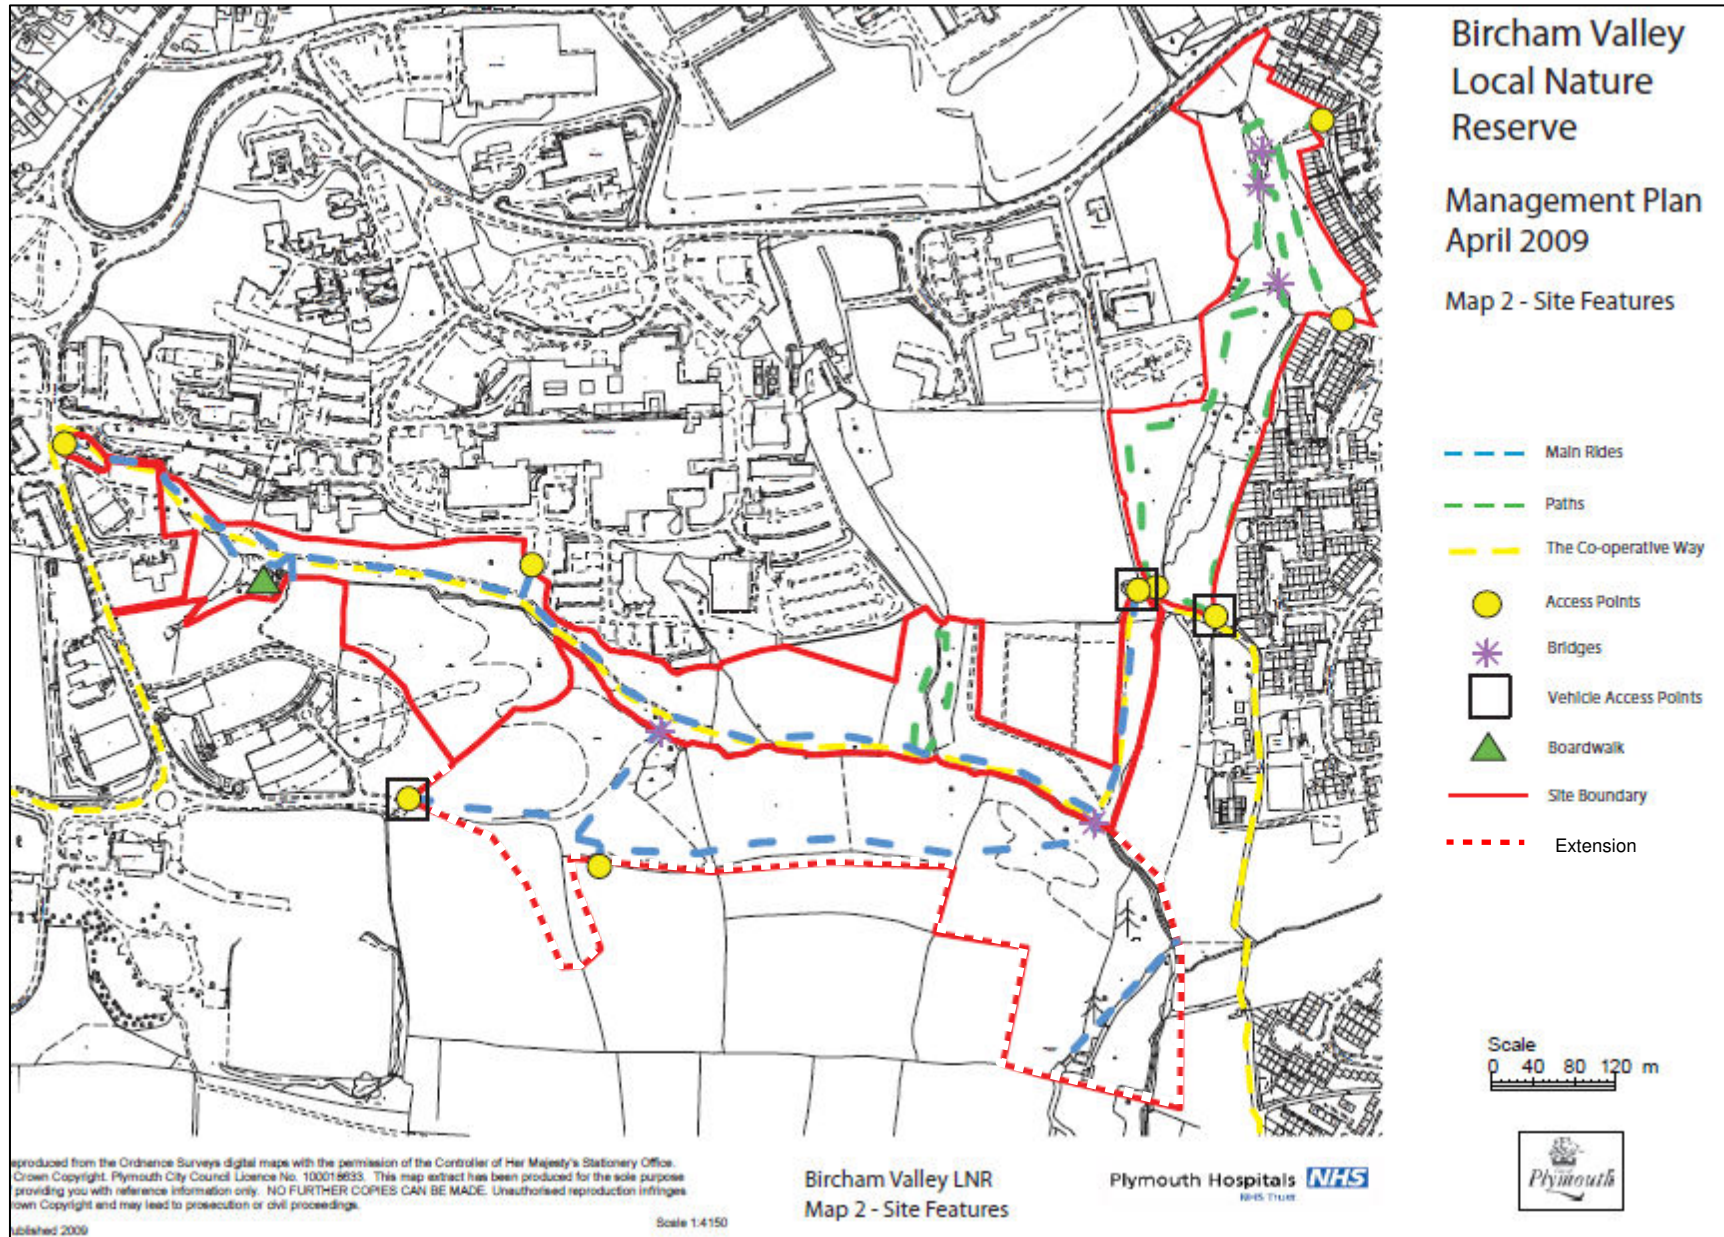 Bircham Valley
Local Nature
Reserve
Management Plan
April 2009
Map 2 - Site Features
Main Rides
Paths
The Co-operative Way
Access Points
Bridges
Vehicle Access Points
Boardwalk
Site Boundary
Extension
Scale
0 40 80 120 m
Plymouth
eproduced from the Ordnance Surveys digital maps with the permission of the Controller of Her Majesty's Stationery Office.
Crown Copyright. Plymouth City Council Licence No. 100018633. This map extract has been produced for the sole purpose
providing you with reference information only. NO FURTHER COPIES CAN BE MADE. Unauthorised reproduction infringes
rown Copyright and may lead to prosecution or civil proceedings.
ublished 2009
Scale 1:4150
Bircham Valley LNR
Map 2 - Site Features
Plymouth Hospitals NHS
NHS Trust